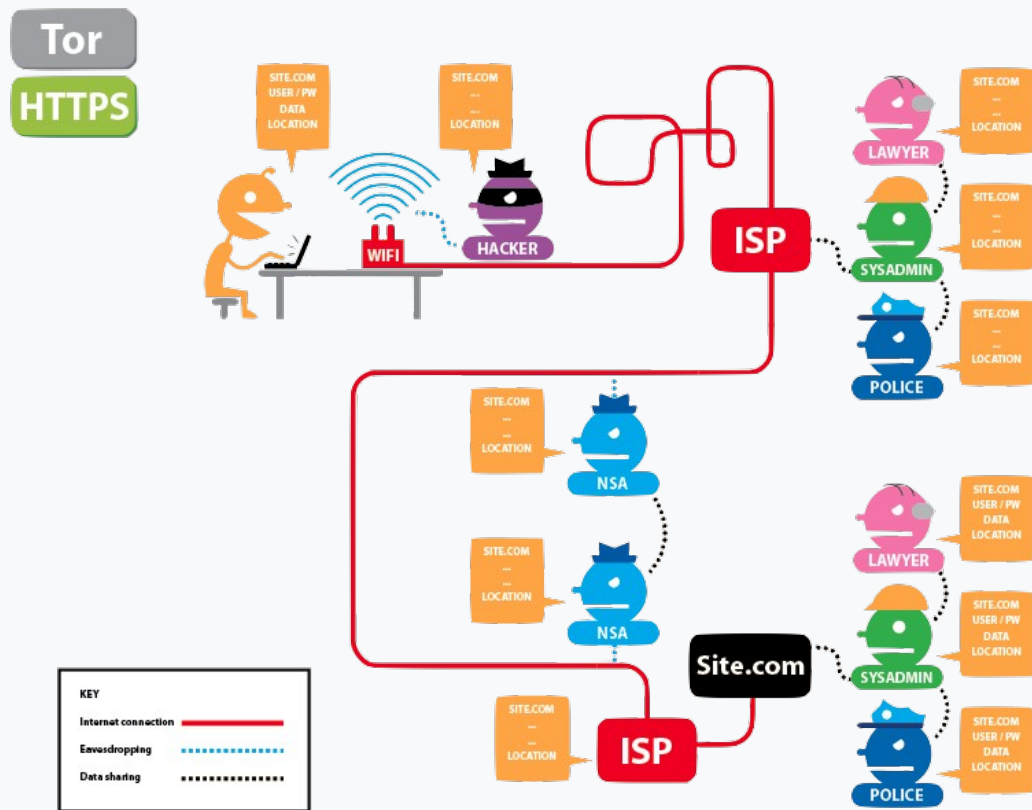 Tor
HTTPS
SITE.COM
USER / PW
DATA
LOCATION
SITE.COM
...
...
LOCATION
WIFI
HACKER
ISP
SITE.COM
...
...
LOCATION
LAWYER
SITE.COM
...
...
LOCATION
SYSADMIN
SITE.COM
...
...
LOCATION
POLICE
SITE.COM
...
...
LOCATION
NSA
SITE.COM
...
...
LOCATION
NSA
SITE.COM
USER / PW
DATA
LOCATION
LAWYER
SITE.COM
USER / PW
DATA
LOCATION
SYSADMIN
SITE.COM
USER / PW
DATA
LOCATION
POLICE
Site.com
SITE.COM
...
...
LOCATION
ISP
KEY
Internet connection
Eavesdropping
Data sharing